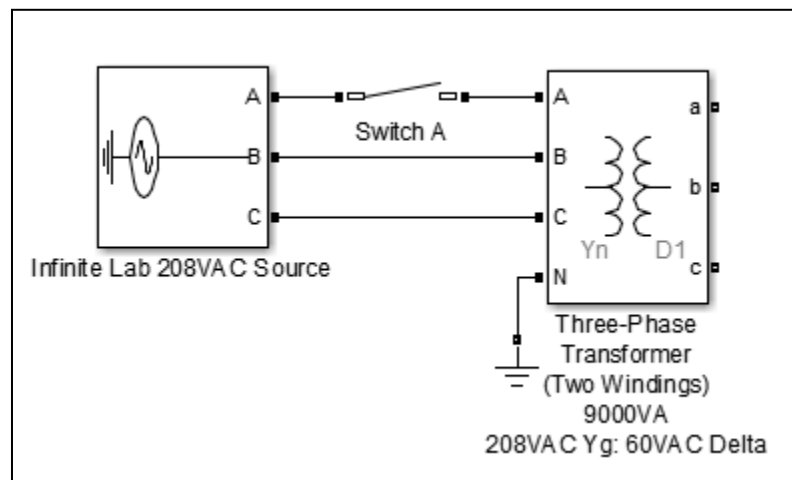 A
Switch A
A
a
B
B
b
C
C
Yn
D1
c
N
Infinite Lab 208VAC Source
Three-Phase
Transformer
(Two Windings)
9000VA
208VAC Yg: 60VAC Delta